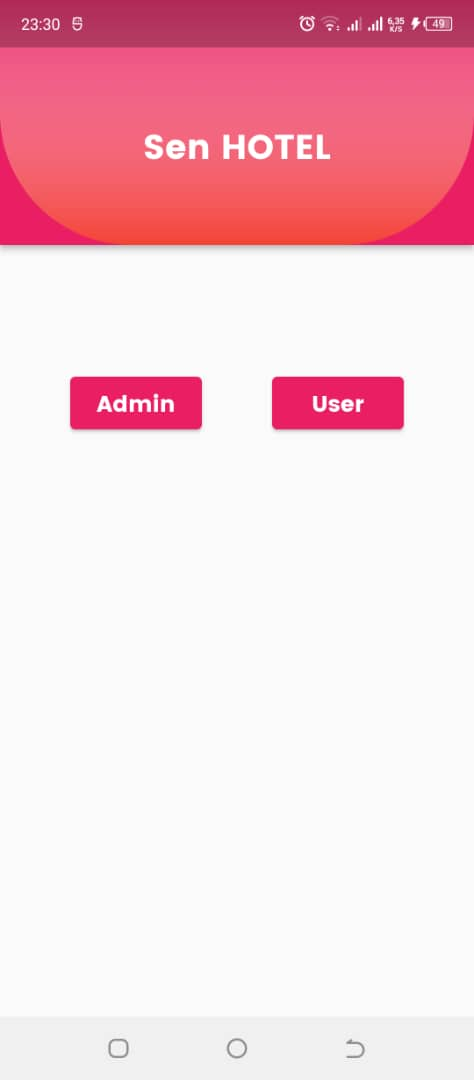 23:30
6,35
K/S
49
Sen HOTEL
Admin
User